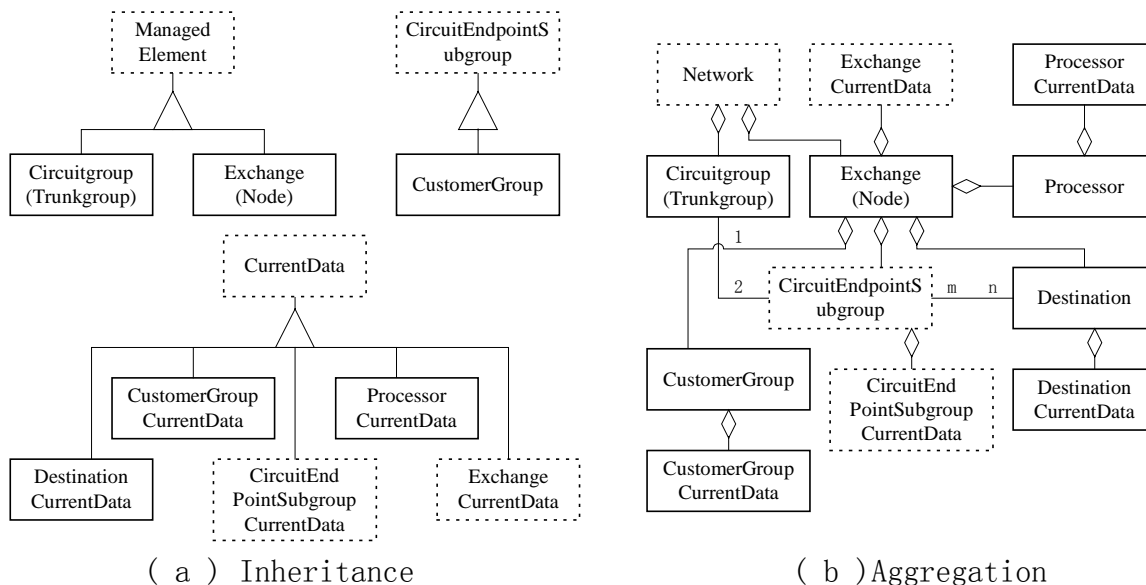 Managed
Element
CircuitEndpointS
ubgroup
Circuitgroup
(Trunkgroup)
Exchange
(Node)
CustomerGroup
CurrentData
CustomerGroup
CurrentData
Processor
CurrentData
Destination
CurrentData
CircuitEnd
PointSubgroup
CurrentData
Exchange
CurrentData
( a ) Inheritance
Network
Exchange
CurrentData
Processor
CurrentData
Circuitgroup
(Trunkgroup)
Exchange
(Node)
Processor
1
2
CircuitEndpointS
ubgroup
m n
Destination
CustomerGroup
CircuitEnd
PointSubgroup
CurrentData
Destination
CurrentData
CustomerGroup
CurrentData
( b )Aggregation